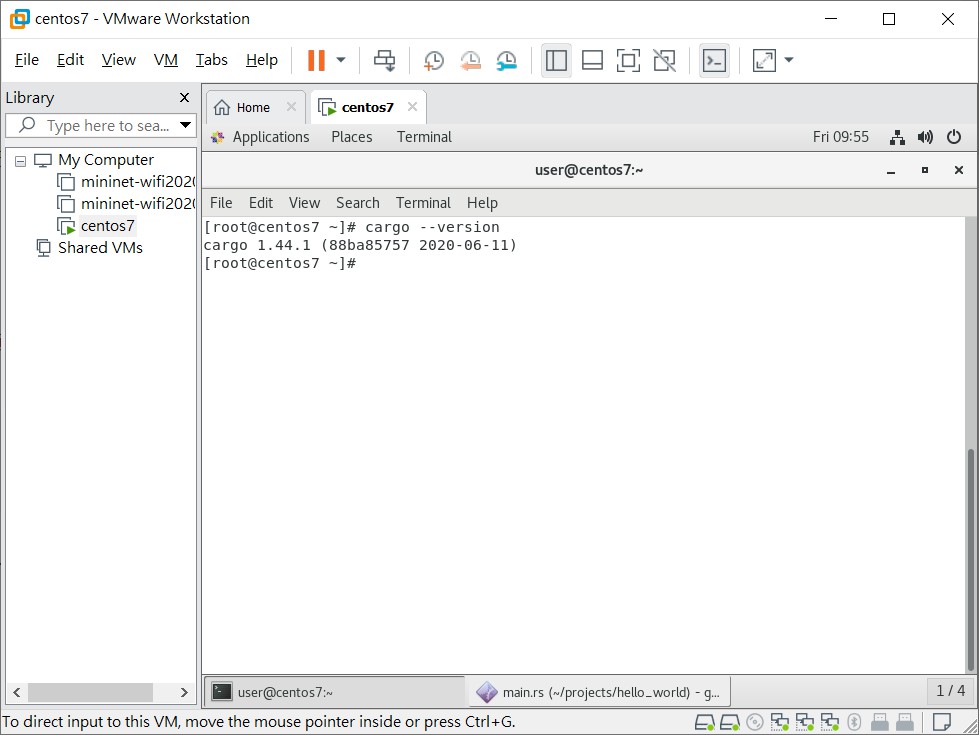 centos7 - VMware Workstation
File Edit View VM Tabs Help
Library
Type here to sea...
My Computer
mininet-wifi202
mininet-wifi202
centos7
Shared VMs
Home
centos7
Applications Places Terminal Fri 09:55
user@centos7:~
File Edit View Search Terminal Help
[root@centos7 ~]# cargo --version
cargo 1.44.1 (88ba85757 2020-06-11)
[root@centos7 ~]#
user@centos7:~
main.rs (~/projects/hello_world) - g...
1 / 4
To direct input to this VM, move the mouse pointer inside or press Ctrl+G.